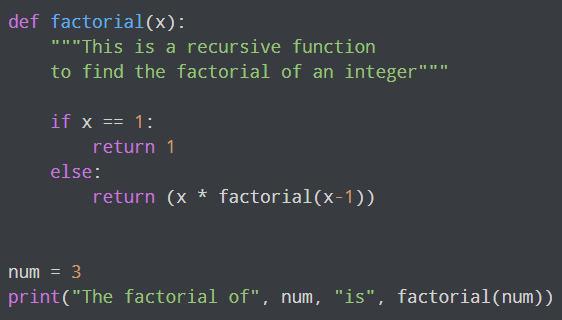 def factorial(x):
    """This is a recursive function
    to find the factorial of an integer"""

    if x == 1:
        return 1
    else:
        return (x * factorial(x-1))


num = 3
print("The factorial of", num, "is", factorial(num))